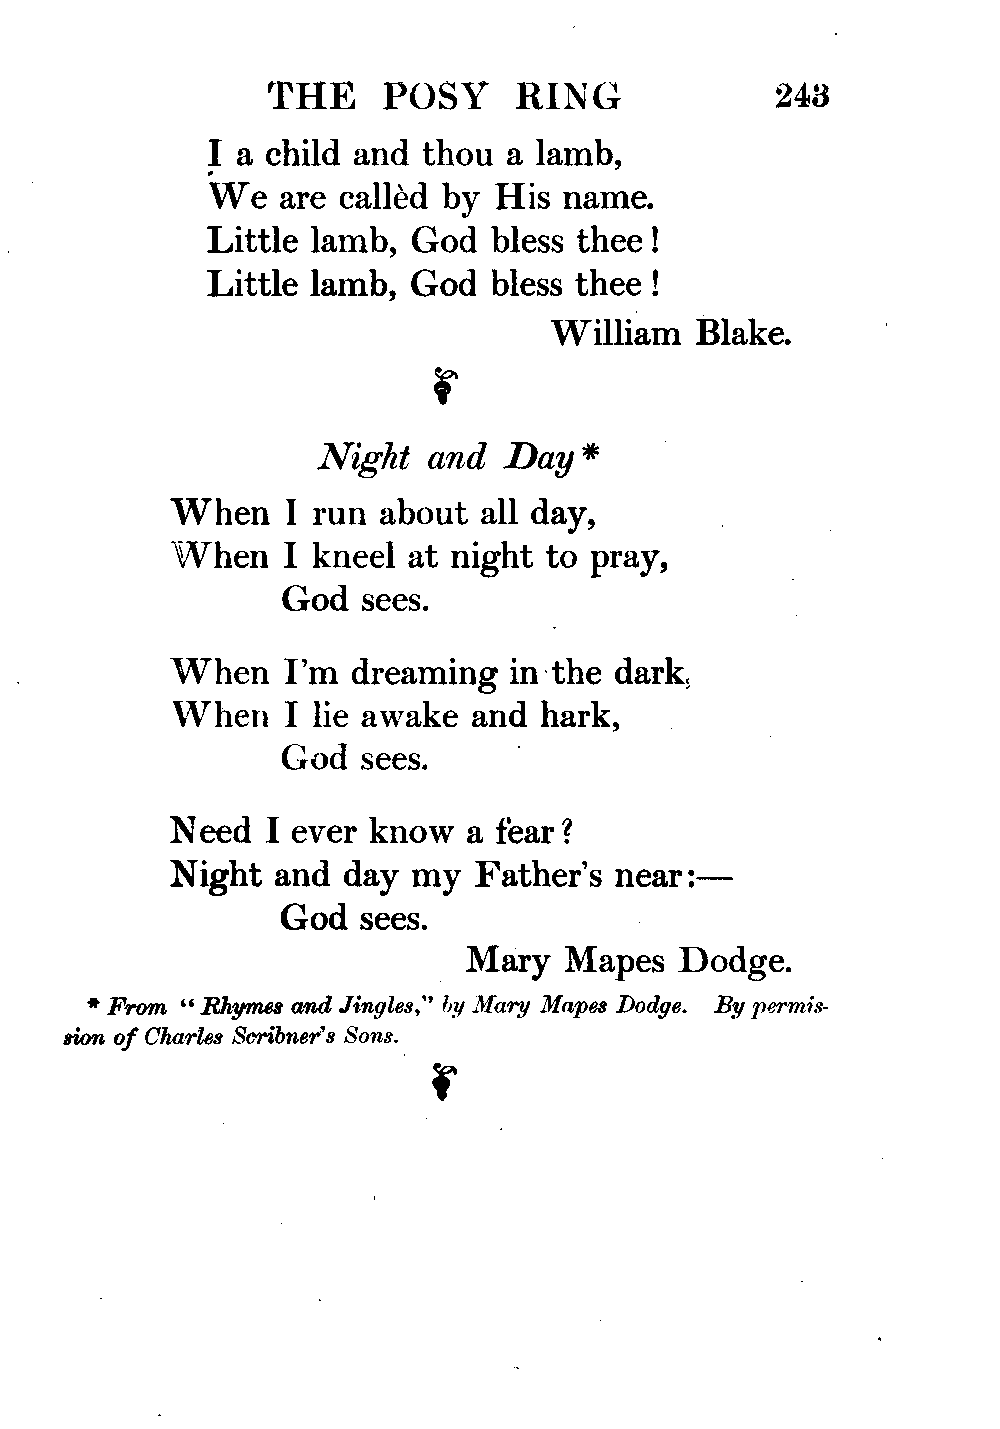 THE POSY RING 243
I a child and thou a lamb,
We are callèd by His name.
Little lamb, God bless thee!
Little lamb, God bless thee!
William Blake.
Night and Day*
When I run about all day,
When I kneel at night to pray,
God sees.
When I'm dreaming in the dark,
When I lie awake and hark,
God sees.
Need I ever know a fear?
Night and day my Father's near:—
God sees.
Mary Mapes Dodge.
* From "Rhymes and Jingles," by Mary Mapes Dodge. By permis-
sion of Charles Scribner's Sons.